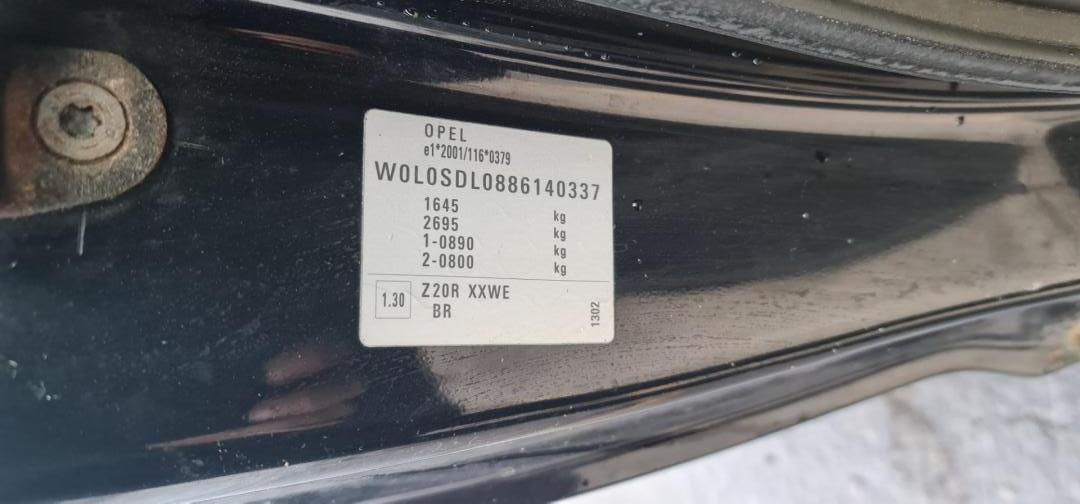 OPEL
e1*2001/116*0379
W0L0SDL0886140337
1645 kg
2695 kg
1-0890 kg
2-0800 kg
1.30 Z20R XXWE
BR
1302